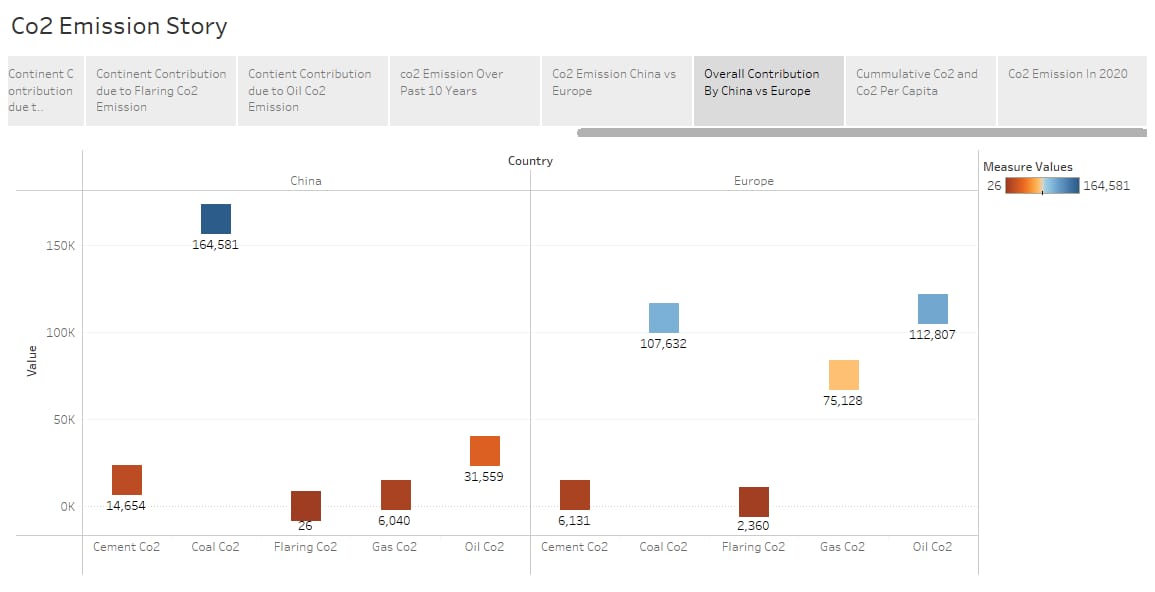 Co2 Emission Story
Continent C
ontribution
due t..
Continent Contribution
due to Flaring Co2
Emission
Contient Contribution
due to Oil Co2
Emission
co2 Emission Over
Past 10 Years
Co2 Emission China vs
Europe
Overall Contribution
By China vs Europe
Cummulative Co2 and
Co2 Per Capita
Co2 Emission In 2020
Country
China
Europe
Measure Values
26
164,581
Value
150K
100K
50K
0K
164,581
14,654
26
6,040
31,559
107,632
112,807
75,128
6,131
2,360
Cement Co2
Coal Co2
Flaring Co2
Gas Co2
Oil Co2
Cement Co2
Coal Co2
Flaring Co2
Gas Co2
Oil Co2